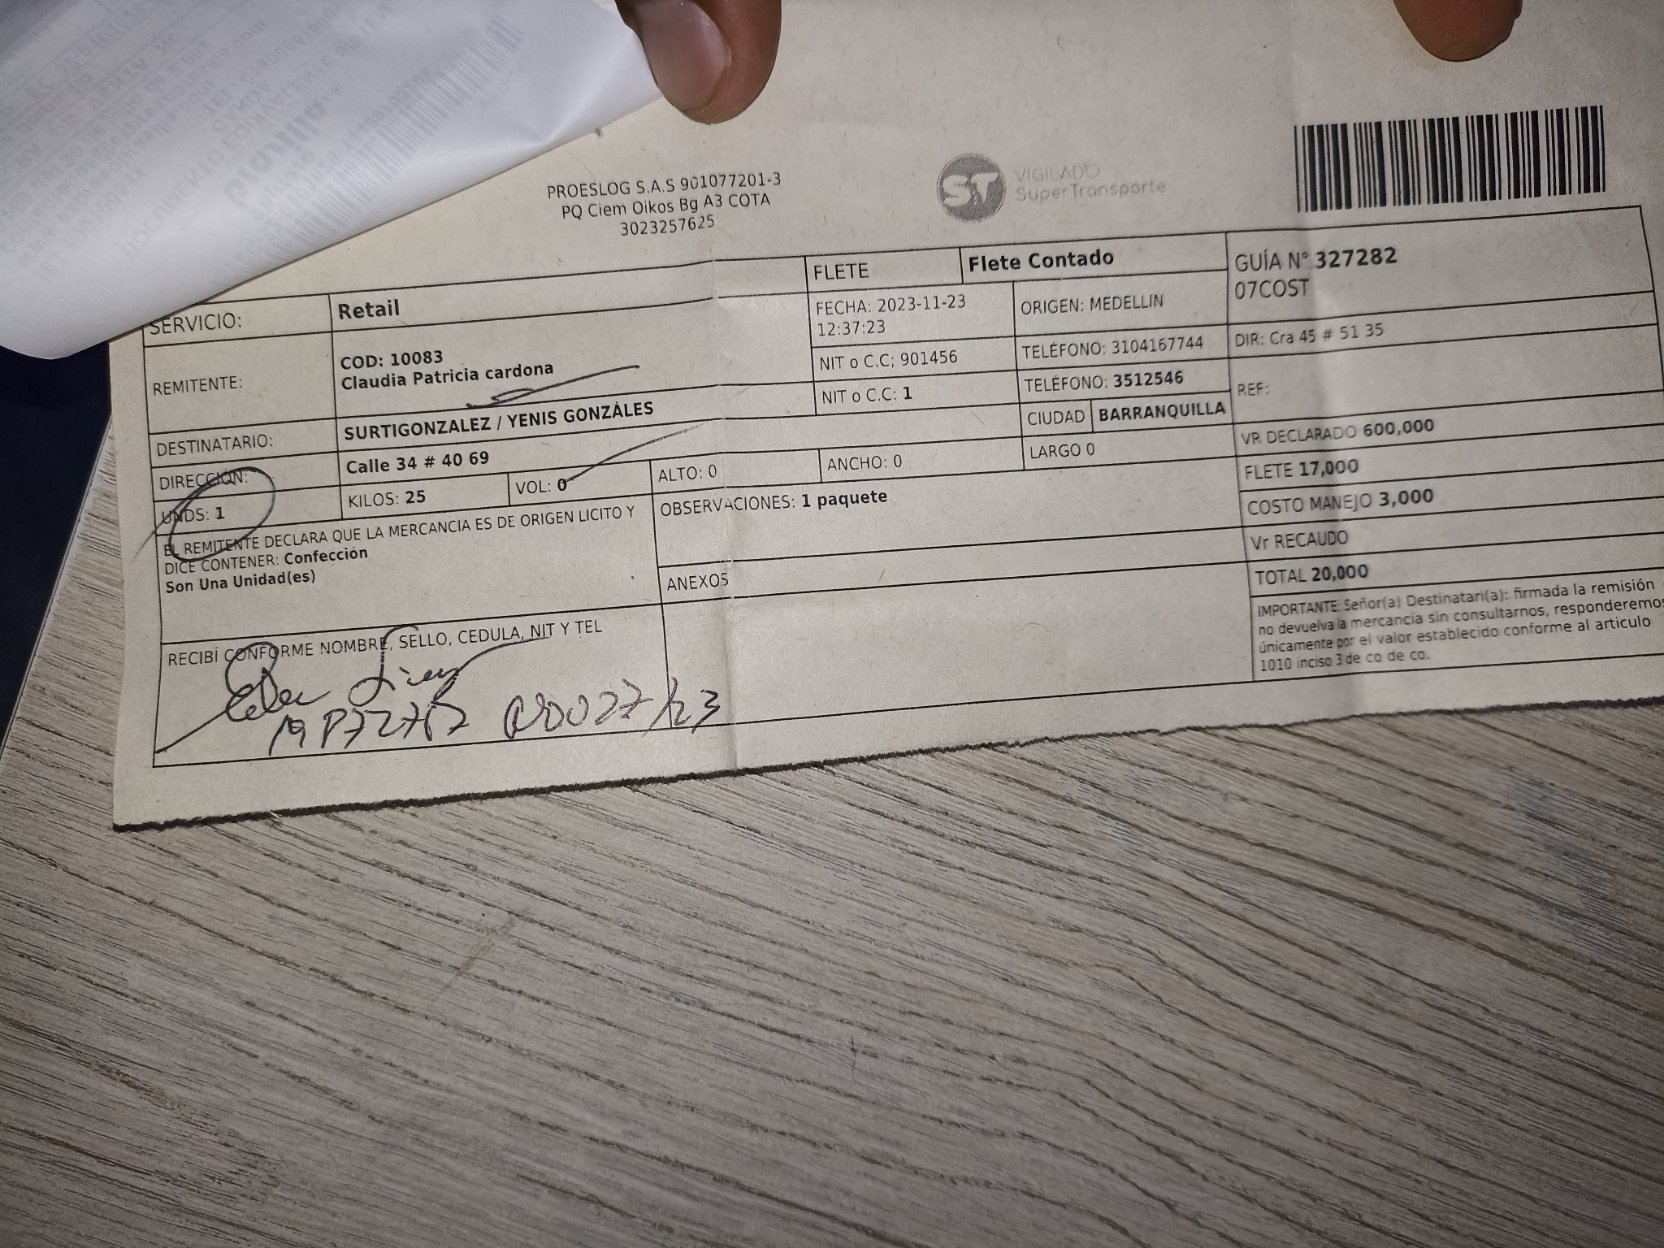 PROESLOG S.A.S 901077201-3
PQ Ciem Oikos Bg A3 COTA
3023257625
ST VIGILADO
SuperTransporte
SERVICIO: Retail
FLETE Flete Contado
GUÍA N° 327282
07COST
REMITENTE: COD: 10083
Claudia Patricia cardona
FECHA: 2023-11-23
12:37:23
ORIGEN: MEDELLIN
NIT o C.C; 901456
TELÉFONO: 3104167744
DIR: Cra 45 # 51 35
DESTINATARIO: SURTIGONZALEZ / YENIS GONZÁLES
NIT o C.C: 1
TELÉFONO: 3512546
REF:
DIRECCIÓN: Calle 34 # 40 69
CIUDAD BARRANQUILLA
VR DECLARADO 600,000
UNDS: 1
KILOS: 25
VOL: 0
ALTO: 0
ANCHO: 0
LARGO 0
FLETE 17,000
EL REMITENTE DECLARA QUE LA MERCANCIA ES DE ORIGEN LICITO Y
DICE CONTENER: Confección
Son Una Unidad(es)
OBSERVACIONES: 1 paquete
COSTO MANEJO 3,000
Vr RECAUDO
ANEXOS
TOTAL 20,000
RECIBÍ CONFORME NOMBRE, SELLO, CEDULA, NIT Y TEL
IMPORTANTE: Señor(a) Destinatari(a): firmada la remisión
no devuelva la mercancía sin consultarnos, responderemos
únicamente por el valor establecido conforme al articulo
1010 inciso 3 de co de co.